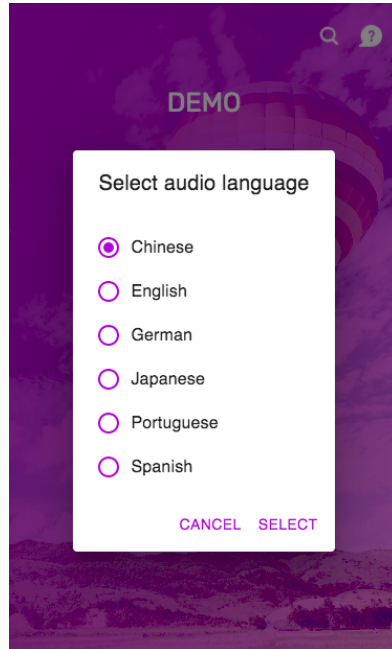 ?
DEMO
Select audio language
Chinese
English
German
Japanese
Portuguese
Spanish
CANCEL SELECT